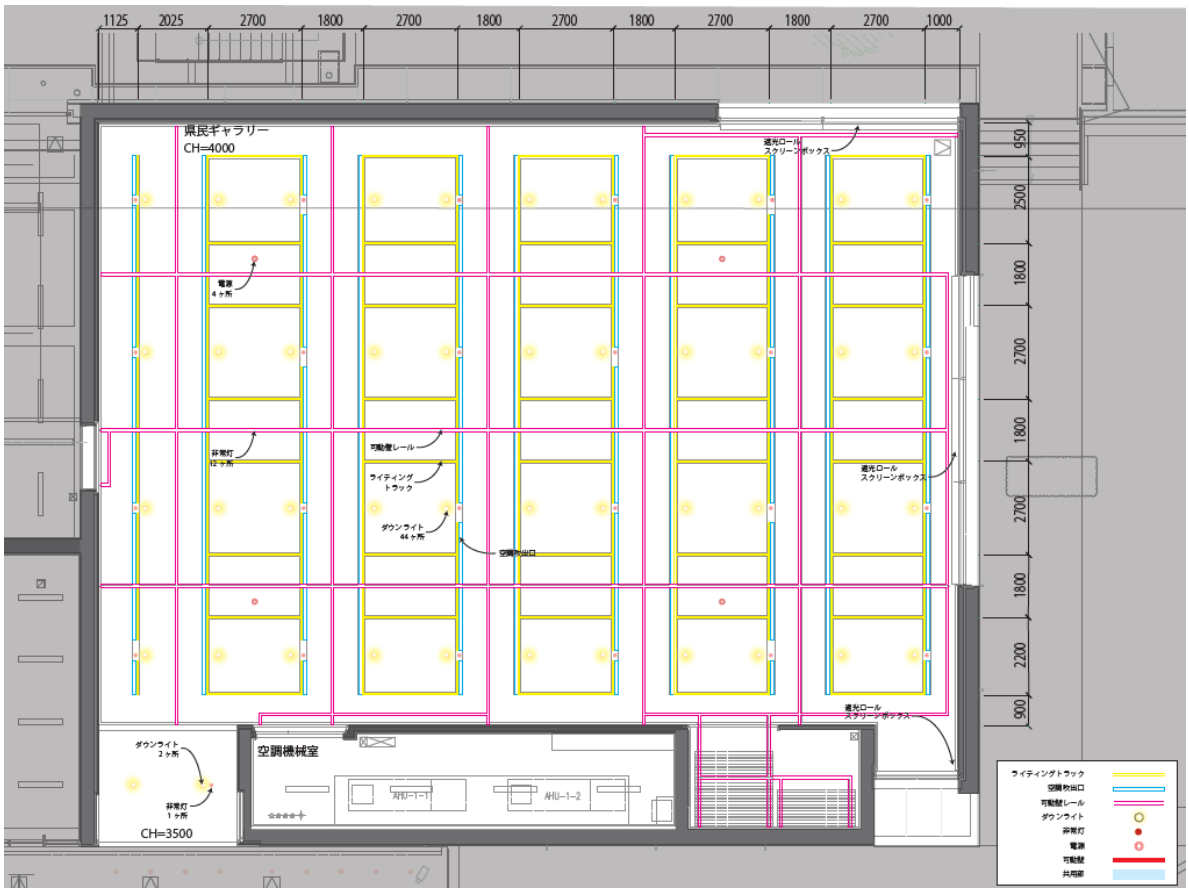 1125 2025 2700 1800 2700 1800 2700 1800 2700 1800 2700 1000
県民ギャラリー
CH=4000
遮光ロール
スクリーンボックス
950
2500
1800
2700
1800
2700
1800
2200
900
電源
4ヶ所
非常灯
12ヶ所
可動壁レール
ライティング
トラック
ダウンライト
44ヶ所
空調吹出口
遮光ロール
スクリーンボックス
遮光ロール
スクリーンボックス
空調機械室
AHU-1-1
AHU-1-2
ダウンライト
2ヶ所
非常灯
1ヶ所
CH=3500
ライティングトラック
空調吹出口
可動壁レール
ダウンライト
非常灯
電源
可動壁
共用部